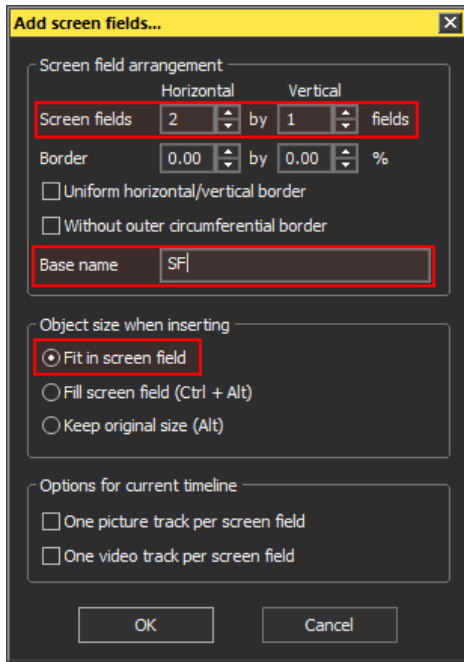 Add screen fields...
Screen field arrangement
Horizontal Vertical
Screen fields 2 by 1 fields
Border 0.00 by 0.00 %
Uniform horizontal/vertical border
Without outer circumferential border
Base name SF
Object size when inserting
Fit in screen field
Fill screen field (Ctrl + Alt)
Keep original size (Alt)
Options for current timeline
One picture track per screen field
One video track per screen field
OK Cancel